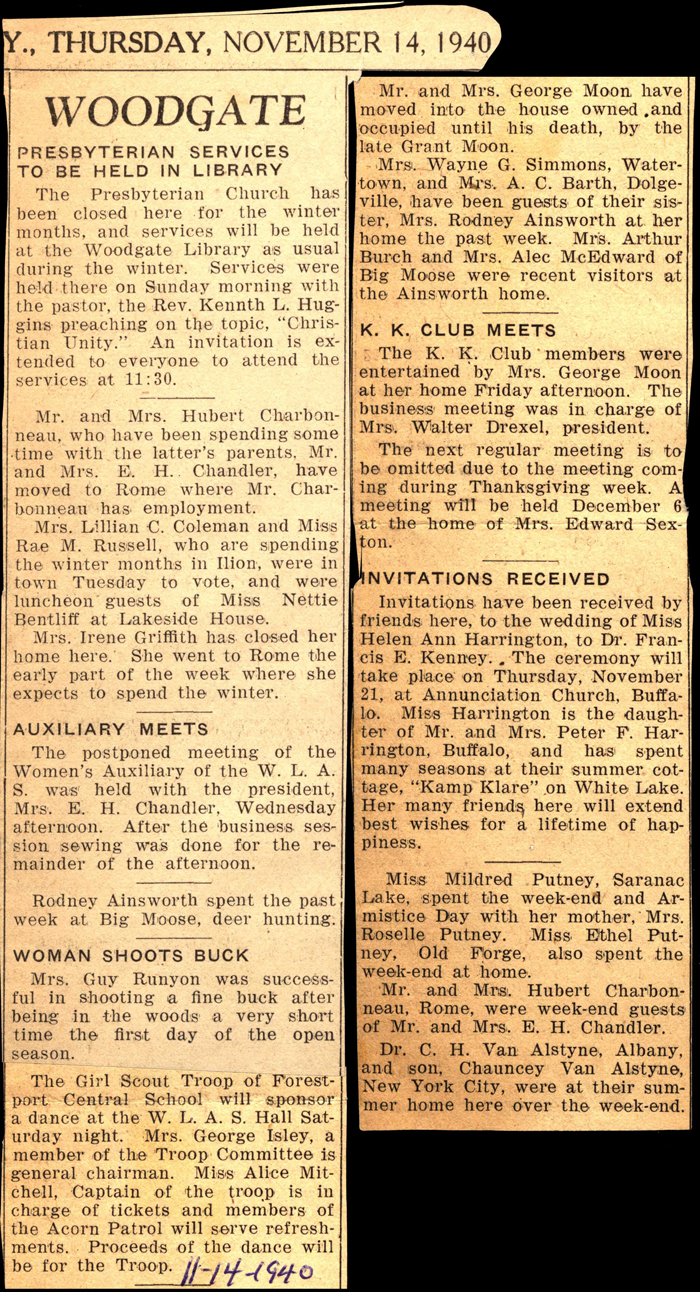 Y., THURSDAY, NOVEMBER 14, 1940
WOODGATE
PRESBYTERIAN SERVICES
TO BE HELD IN LIBRARY
The Presbyterian Church has
been closed here for the winter
months, and services will be held
at the Woodgate Library as usual
during the winter. Services were
held there on Sunday morning with
the pastor, the Rev. Kennth L. Hug-
gins preaching on the topic, "Chris-
tian Unity." An invitation is ex-
tended to everyone to attend the
services at 11:30.
Mr. and Mrs. Hubert Charbon-
neau, who have been spending some
time with the latter's parents, Mr.
and Mrs. E. H. Chandler, have
moved to Rome where Mr. Char-
bonneau has employment.
Mrs. Lillian C. Coleman and Miss
Rae M. Russell, who are spending
the winter months in Ilion, were in
town Tuesday to vote, and were
luncheon guests of Miss Nettie
Bentliff at Lakeside House.
Mrs. Irene Griffith has closed her
home here. She went to Rome the
early part of the week where she
expects to spend the winter.
AUXILIARY MEETS
The postponed meeting of the
Women's Auxiliary of the W. L. A.
S. was held with the president,
Mrs. E. H. Chandler, Wednesday
afternoon. After the business ses-
sion sewing was done for the re-
mainder of the afternoon.
Rodney Ainsworth spent the past
week at Big Moose, deer hunting.
WOMAN SHOOTS BUCK
Mrs. Guy Runyon was success-
ful in shooting a fine buck after
being in the woods a very short
time the first day of the open
season.
The Girl Scout Troop of Forest-
port Central School will sponsor
a dance at the W. L. A. S. Hall Sat-
urday night. Mrs. George Isley, a
member of the Troop Committee is
general chairman. Miss Alice Mit-
chell, Captain of the troop is in
charge of tickets and members of
the Acorn Patrol will serve refresh-
ments. Proceeds of the dance will
be for the Troop. 11-14-1940
Mr. and Mrs. George Moon have
moved into the house owned and
occupied until his death, by the
late Grant Moon.
Mrs. Wayne G. Simmons, Water-
town, and Mrs. A. C. Barth, Dolge-
ville, have been guests of their sis-
ter, Mrs. Rodney Ainsworth at her
home the past week. Mrs. Arthur
Burch and Mrs. Alec McEdward of
Big Moose were recent visitors at
the Ainsworth home.
K. K. CLUB MEETS
The K. K. Club members were
entertained by Mrs. George Moon
at her home Friday afternoon. The
business meeting was in charge of
Mrs. Walter Drexel, president.
The next regular meeting is to
be omitted due to the meeting com-
ing during Thanksgiving week. A
meeting will be held December 6
at the home of Mrs. Edward Sex-
ton.
INVITATIONS RECEIVED
Invitations have been received by
friends here, to the wedding of Miss
Helen Ann Harrington, to Dr. Fran-
cis E. Kenney. The ceremony will
take place on Thursday, November
21, at Annunciation Church, Buffa-
lo. Miss Harrington is the daugh-
ter of Mr. and Mrs. Peter F. Har-
rington, Buffalo, and has spent
many seasons at their summer cot-
tage, "Kamp Klare" on White Lake.
Her many friends here will extend
best wishes for a lifetime of hap-
piness.
Miss Mildred Putney, Saranac
Lake, spent the week-end and Ar-
mistice Day with her mother, Mrs.
Roselle Putney. Miss Ethel Put-
ney, Old Forge, also spent the
week-end at home.
Mr. and Mrs. Hubert Charbon-
neau, Rome, were week-end guests
of Mr. and Mrs. E. H. Chandler.
Dr. C. H. Van Alstyne, Albany,
and son, Chauncey Van Alstyne,
New York City, were at their sum-
mer home here over the week-end.